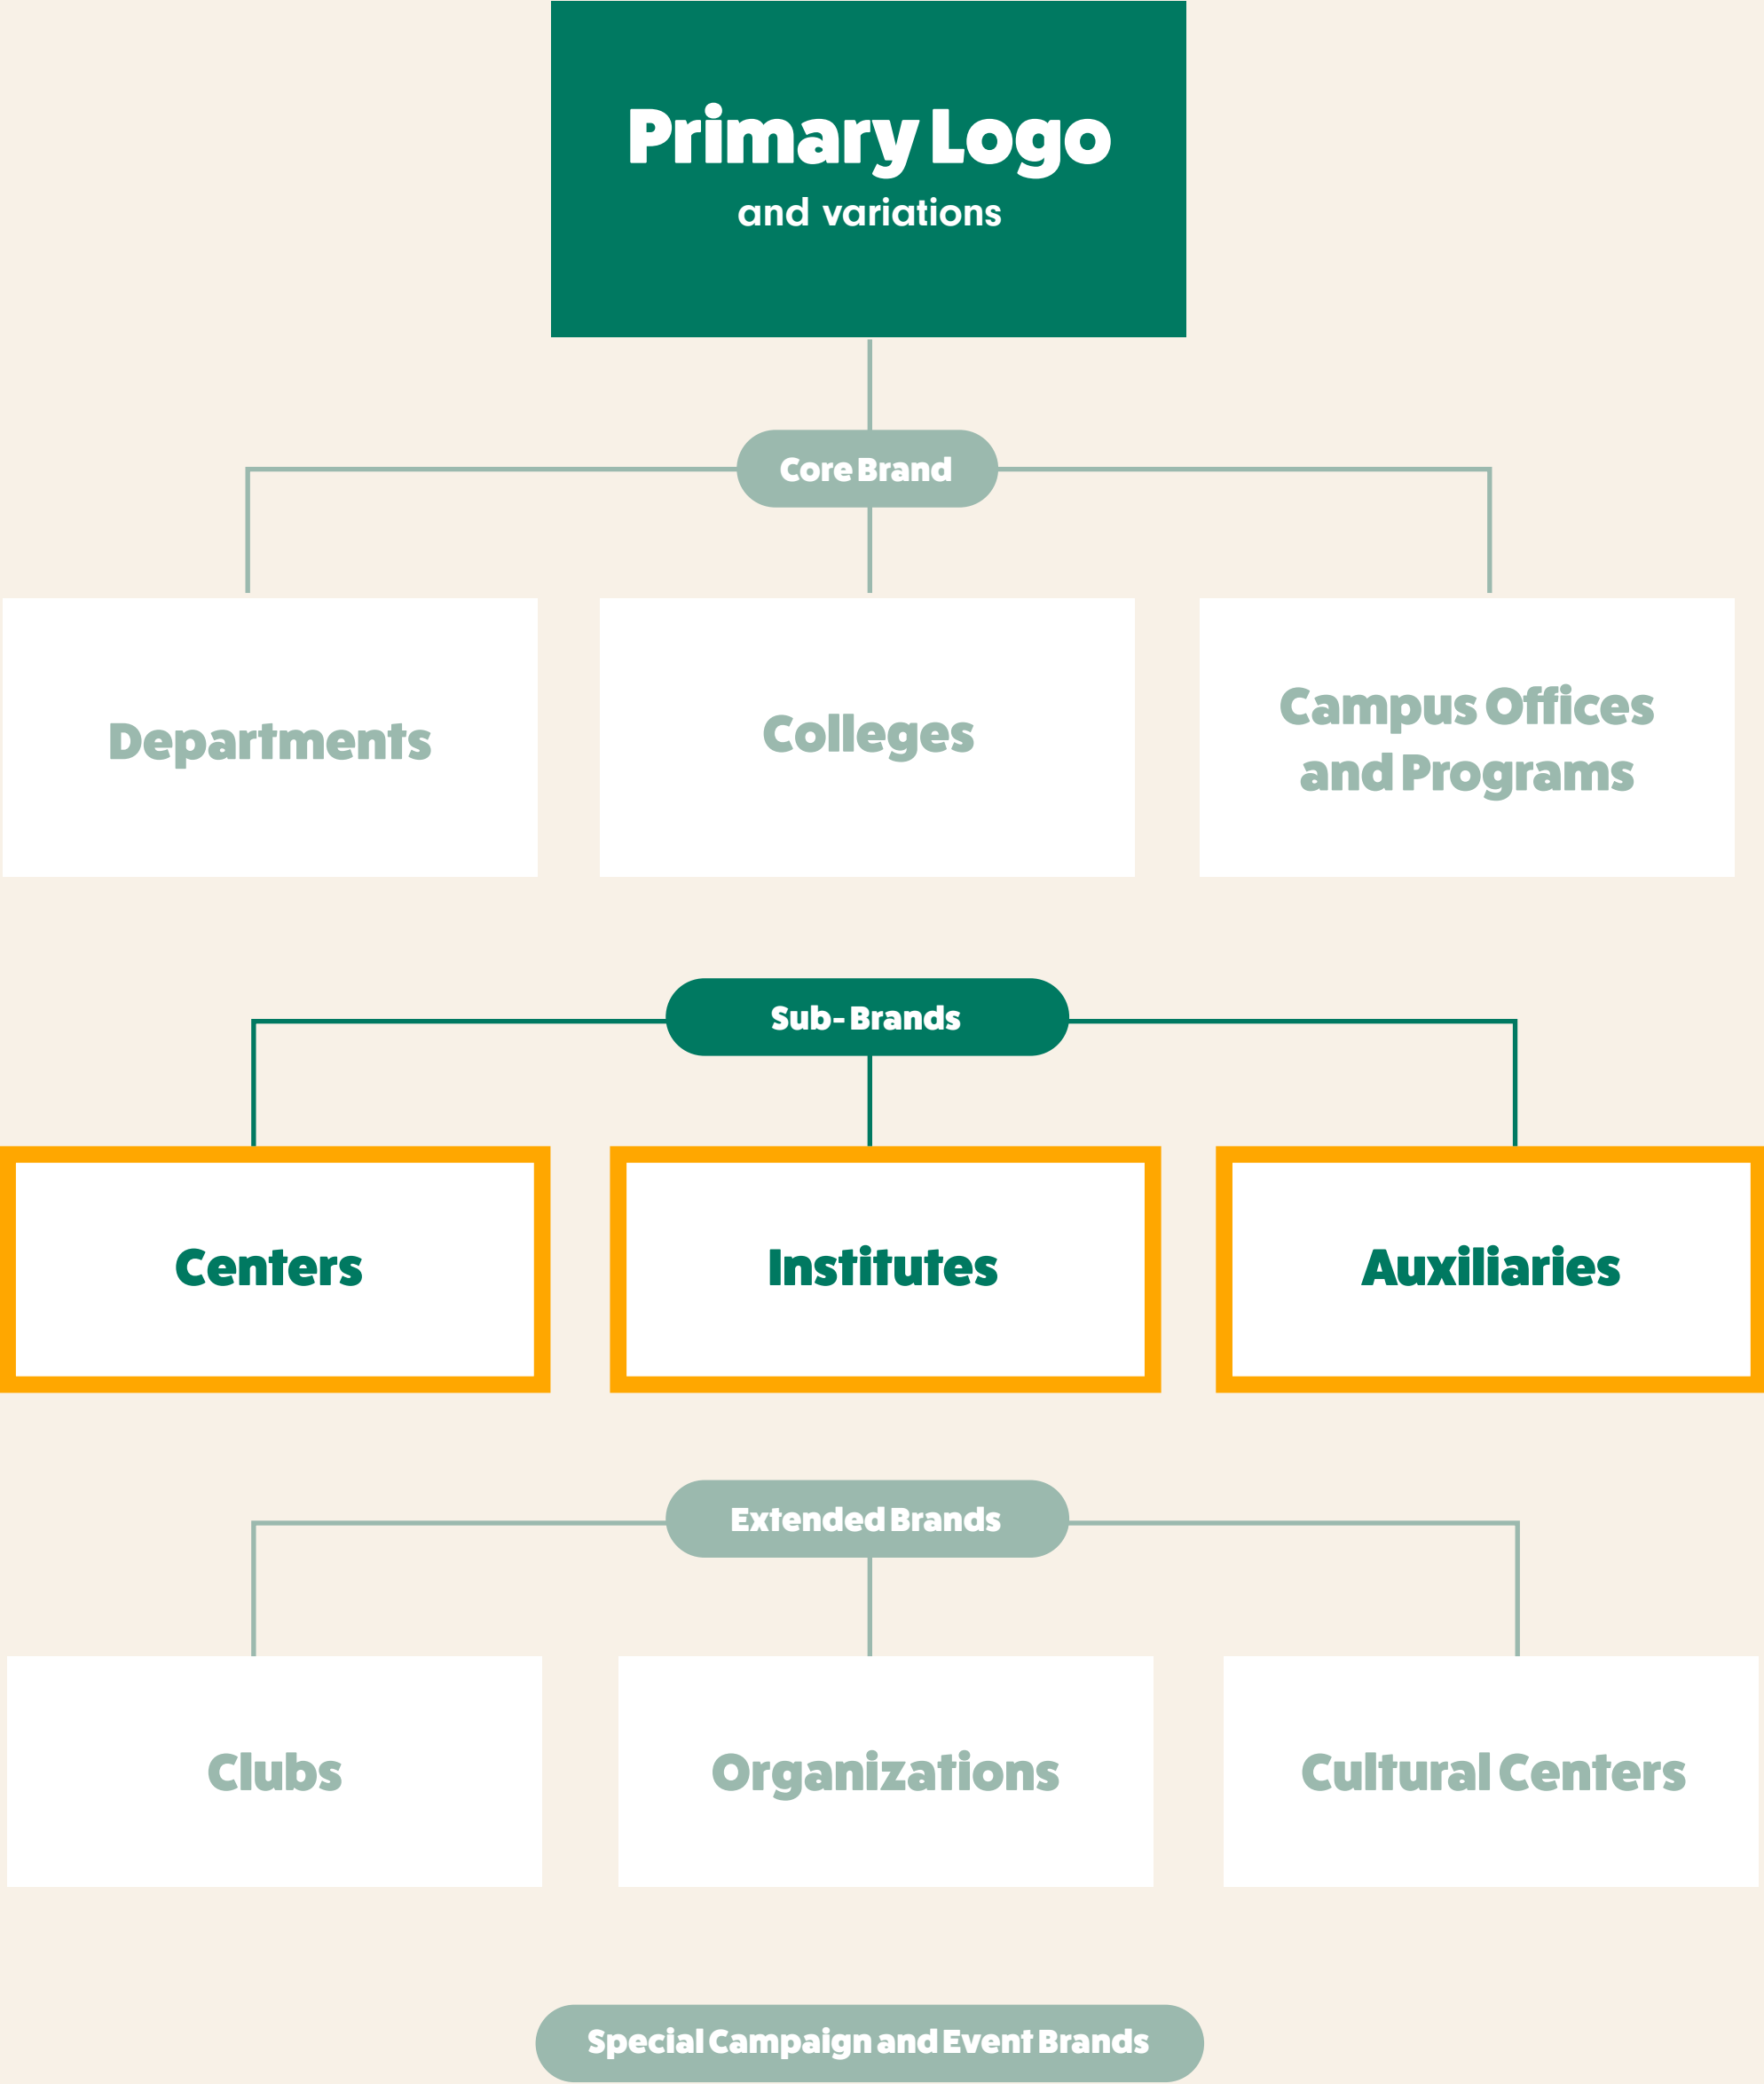 Primary Logo
and variations
Core Brand
Departments
Colleges
Campus Offices
and Programs
Sub-Brands
Centers
Institutes
Auxiliaries
Extended Brands
Clubs
Organizations
Cultural Centers
Special Campaign and Event Brands